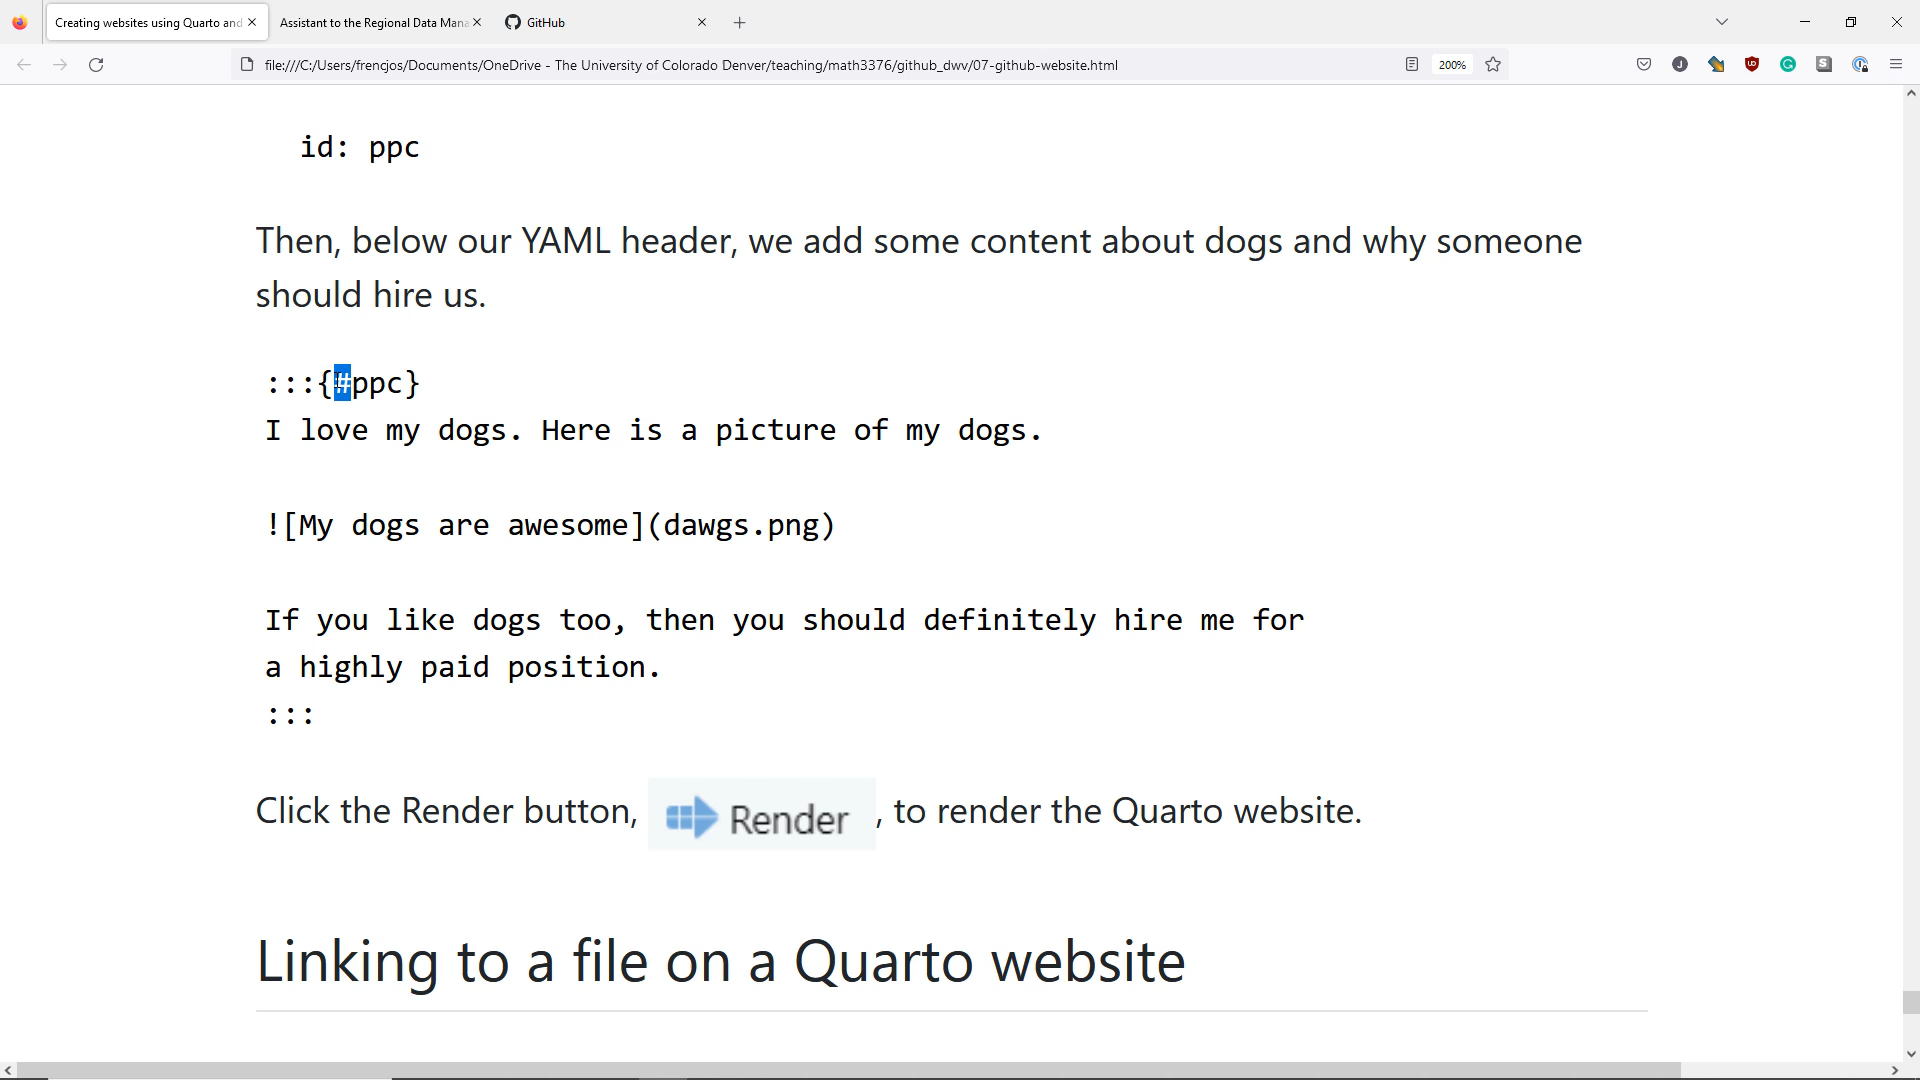 Creating websites using Quarto and
Assistant to the Regional Data Mana
GitHub
file:///C:/Users/frencjos/Documents/OneDrive - The University of Colorado Denver/teaching/math3376/github_dwv/07-github-website.html
200%
id: ppc
Then, below our YAML header, we add some content about dogs and why someone
should hire us.
:::{#ppc}
I love my dogs. Here is a picture of my dogs.
![My dogs are awesome](dawgs.png)
If you like dogs too, then you should definitely hire me for
a highly paid position.
:::
Click the Render button, Render , to render the Quarto website.
Linking to a file on a Quarto website